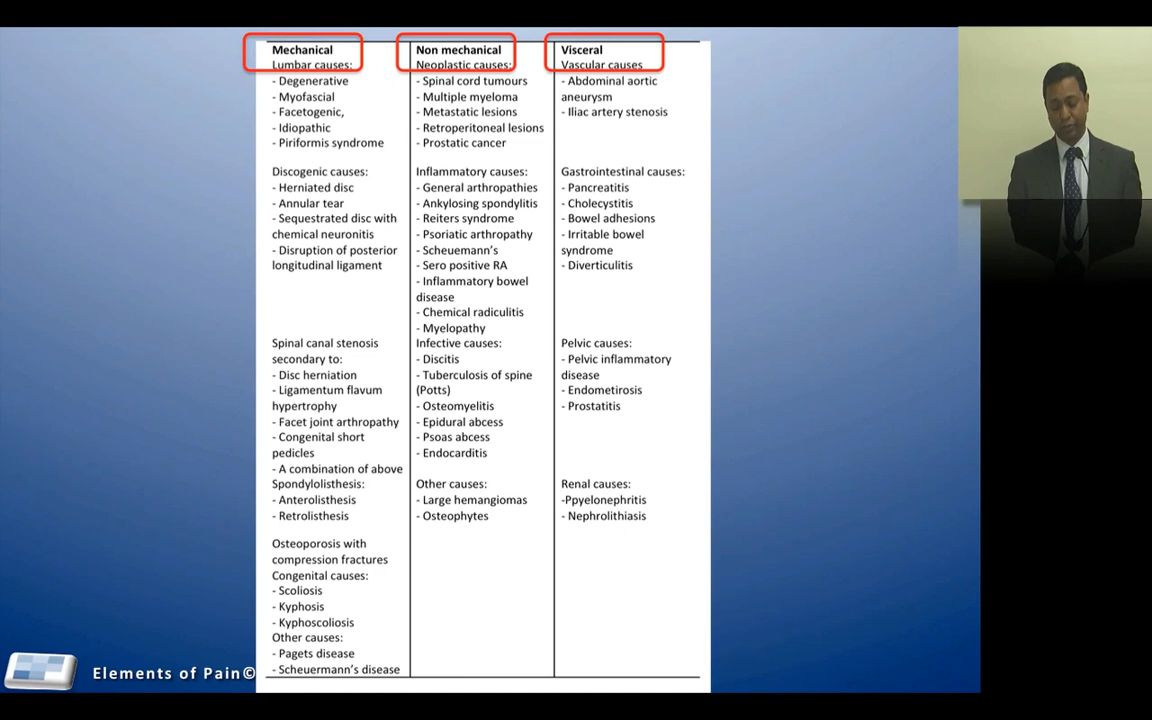 Mechanical
Lumbar causes:
- Degenerative
- Myofascial
- Facetogenic,
- Idiopathic
- Piriformis syndrome
Discogenic causes:
- Herniated disc
- Annular tear
- Sequestrated disc with
chemical neuronitis
- Disruption of posterior
longitudinal ligament
Spinal canal stenosis
secondary to:
- Disc herniation
- Ligamentum flavum
hypertrophy
- Facet joint arthropathy
- Congenital short
pedicles
- A combination of above
Spondylolisthesis:
- Anterolisthesis
- Retrolisthesis
Osteoporosis with
compression fractures
Congenital causes:
- Scoliosis
- Kyphosis
- Kyphoscoliosis
Other causes:
- Pagets disease
- Scheuermann's disease
Non mechanical
Neoplastic causes:
- Spinal cord tumours
- Multiple myeloma
- Metastatic lesions
- Retroperitoneal lesions
- Prostatic cancer
Inflammatory causes:
- General arthropathies
- Ankylosing spondylitis
- Reiters syndrome
- Psoriatic arthropathy
- Scheuemann's
- Sero positive RA
- Inflammatory bowel
disease
- Chemical radiculitis
- Myelopathy
Infective causes:
- Discitis
- Tuberculosis of spine
(Potts)
- Osteomyelitis
- Epidural abcess
- Psoas abcess
- Endocarditis
Other causes:
- Large hemangiomas
- Osteophytes
Visceral
Vascular causes
- Abdominal aortic
aneurysm
- Iliac artery stenosis
Gastrointestinal causes:
- Pancreatitis
- Cholecystitis
- Bowel adhesions
- Irritable bowel
syndrome
- Diverticulitis
Pelvic causes:
- Pelvic inflammatory
disease
- Endometirosis
- Prostatitis
Renal causes:
-Ppyelonephritis
- Nephrolithiasis
Elements of Pain©